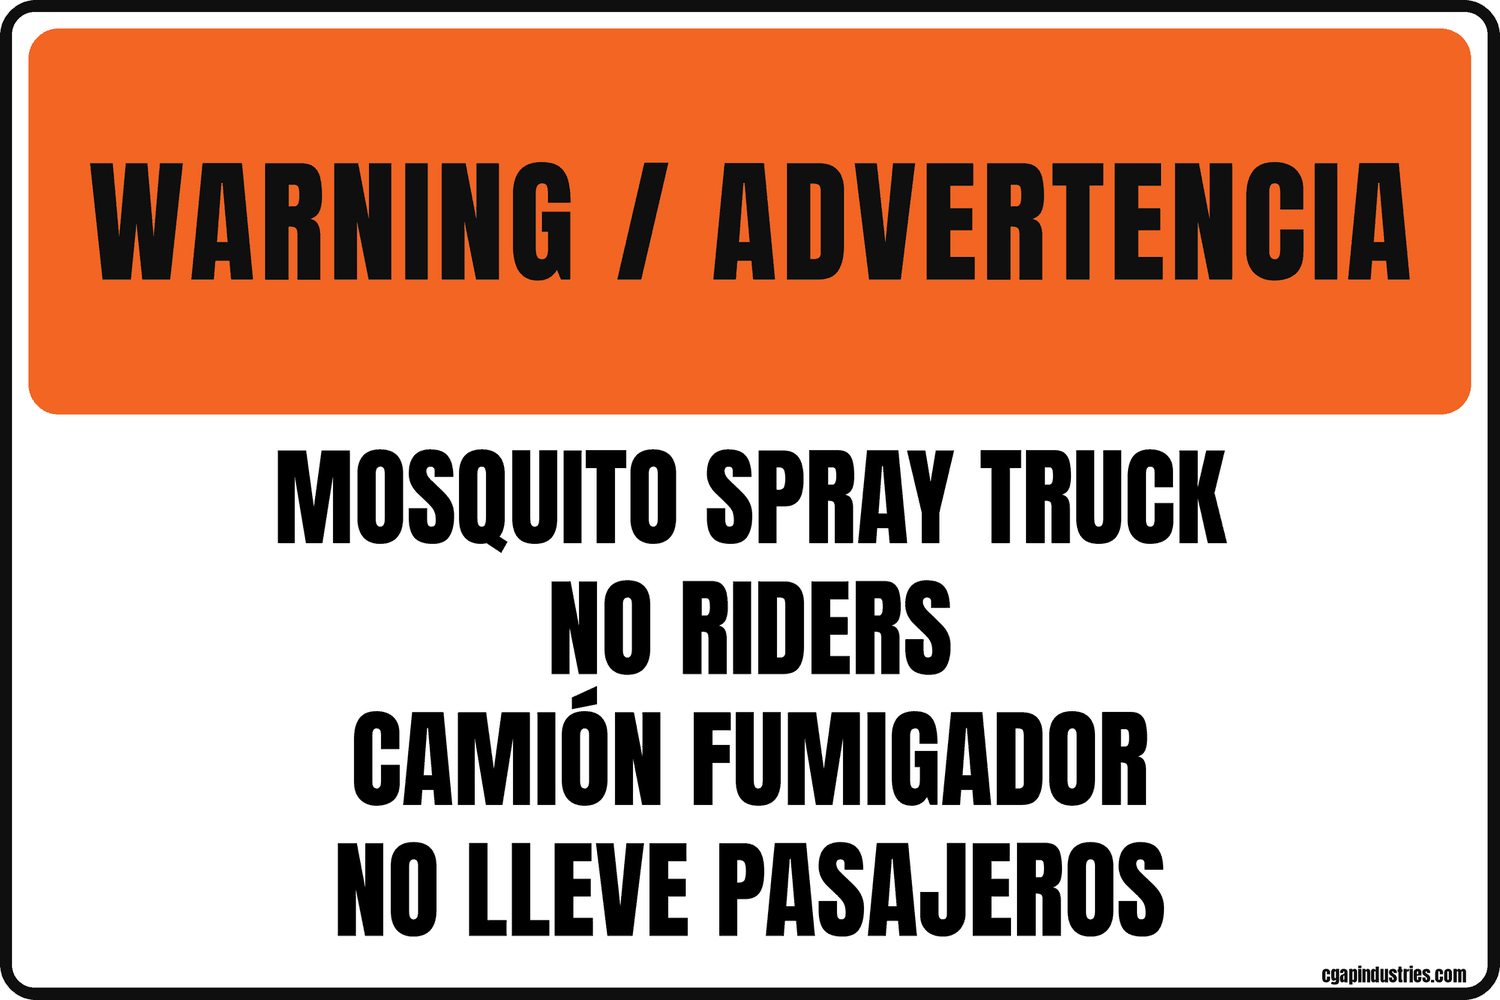 WARNING / ADVERTENCIA
MOSQUITO SPRAY TRUCK
NO RIDERS
CAMIÓN FUMIGADOR
NO LLEVE PASAJEROS
cgapindustries.com